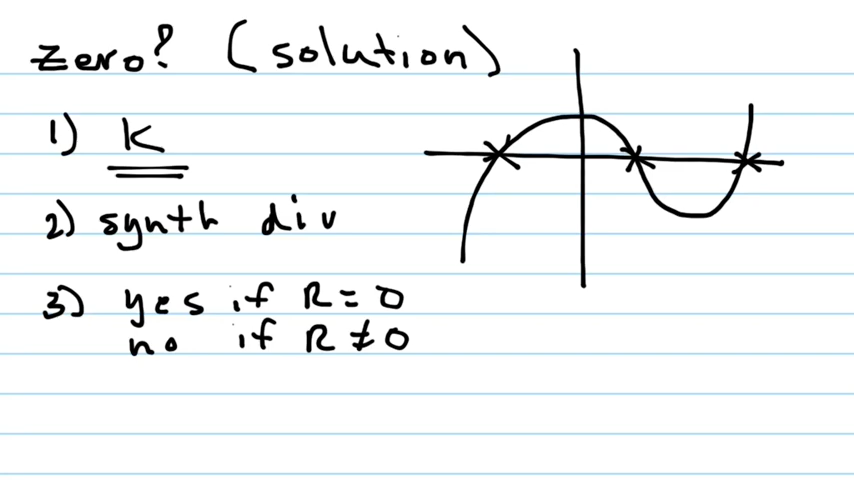 zero? (solution)
1) K
2) synth div
3) yes if R = 0
no if R ≠ 0